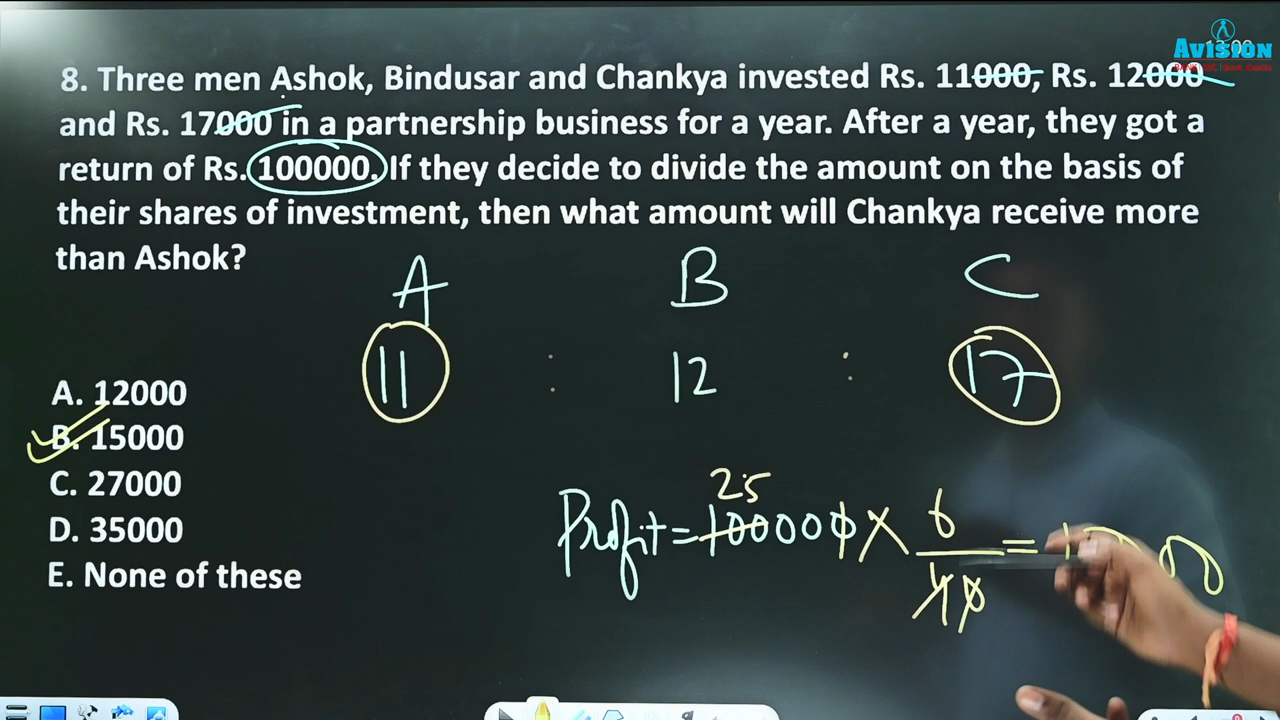 AVISION
8. Three men Ashok, Bindusar and Chankya invested Rs. 11000, Rs. 12000
and Rs. 17000 in a partnership business for a year. After a year, they got a
return of Rs. 100000. If they decide to divide the amount on the basis of
their shares of investment, then what amount will Chankya receive more
than Ashok?
A B C
11 : 12 : 17
A. 12000
B. 15000
C. 27000
D. 35000
E. None of these
25
Profit = 100000 × 6/40 =